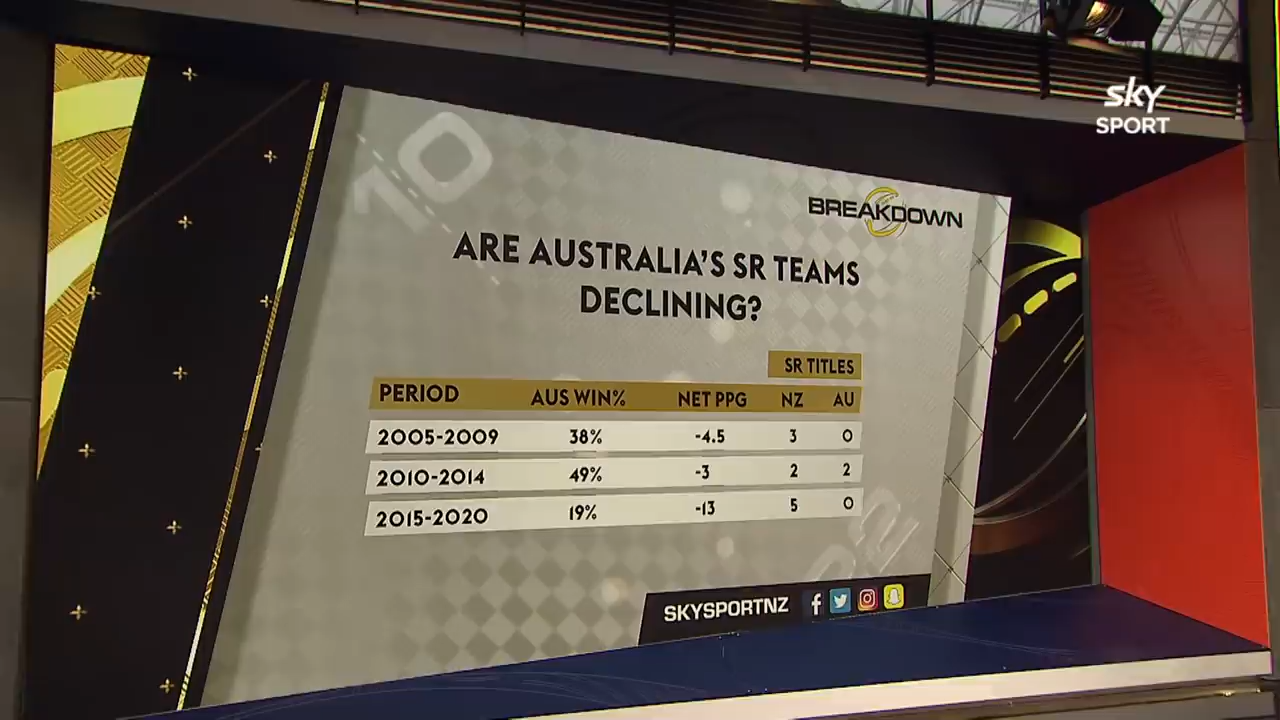 sky
SPORT
10
BREAKDOWN
ARE AUSTRALIA'S SR TEAMS
DECLINING?
SR TITLES
PERIOD AUS WIN% NET PPG NZ AU
2005-2009 38% -4.5 3 0
2010-2014 49% -3 2 2
2015-2020 19% -13 5 0
SKYSPORTNZ